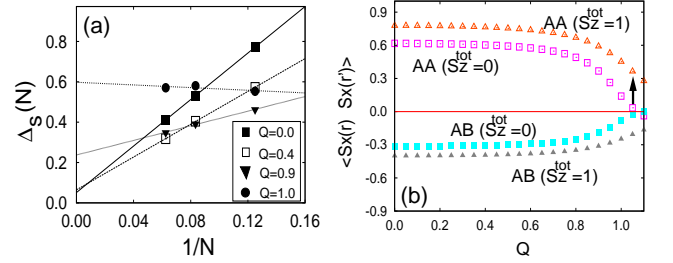 (a)
Δs(N)
0.8
0.6
0.4
0.2
0.0
0.00
0.04
0.08
0.12
0.16
1/N
Q=0.0
Q=0.4
Q=0.9
Q=1.0
(b)
<Sx(r) Sx(r')>
0.9
0.6
0.3
0.0
-0.3
-0.6
-0.9
0.0
0.2
0.4
0.6
0.8
1.0
Q
AA (Sz^tot=1)
AA (Sz^tot=0)
AB (Sz^tot=0)
AB (Sz^tot=1)